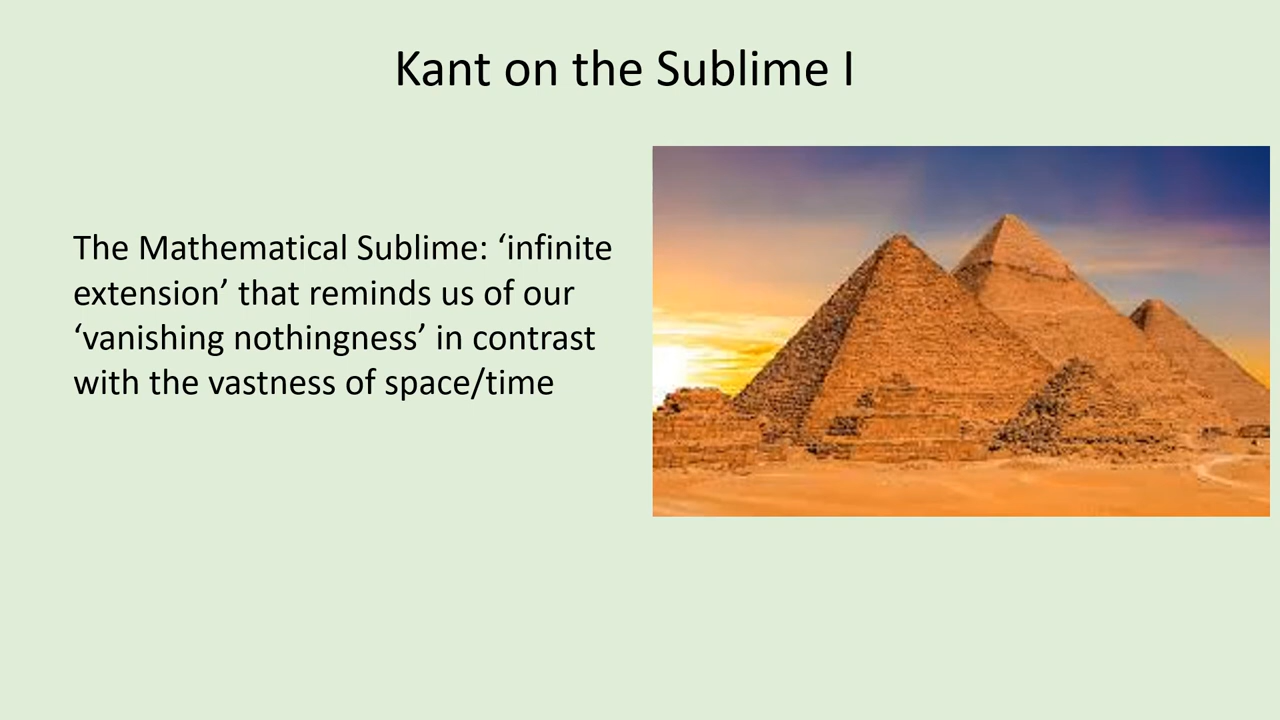 Kant on the Sublime I
The Mathematical Sublime: ‘infinite
extension’ that reminds us of our
‘vanishing nothingness’ in contrast
with the vastness of space/time